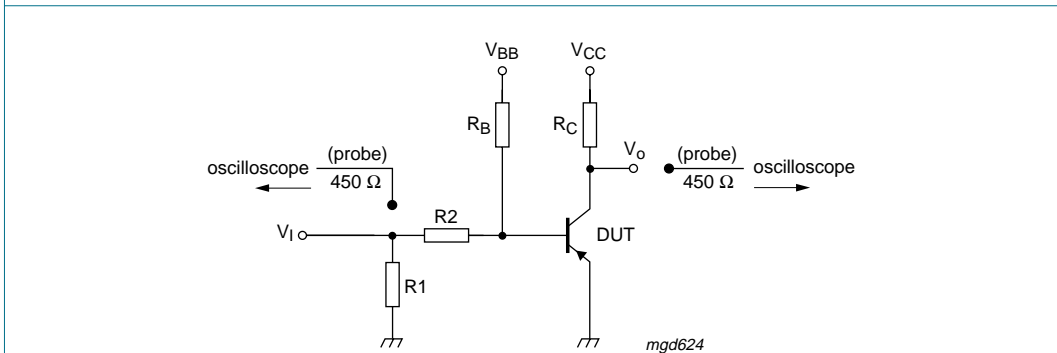 VBB
VCC
RB
RC
Vo
(probe)
450 Ω
oscilloscope
(probe)
450 Ω
oscilloscope
R2
VI
DUT
R1
mgd624